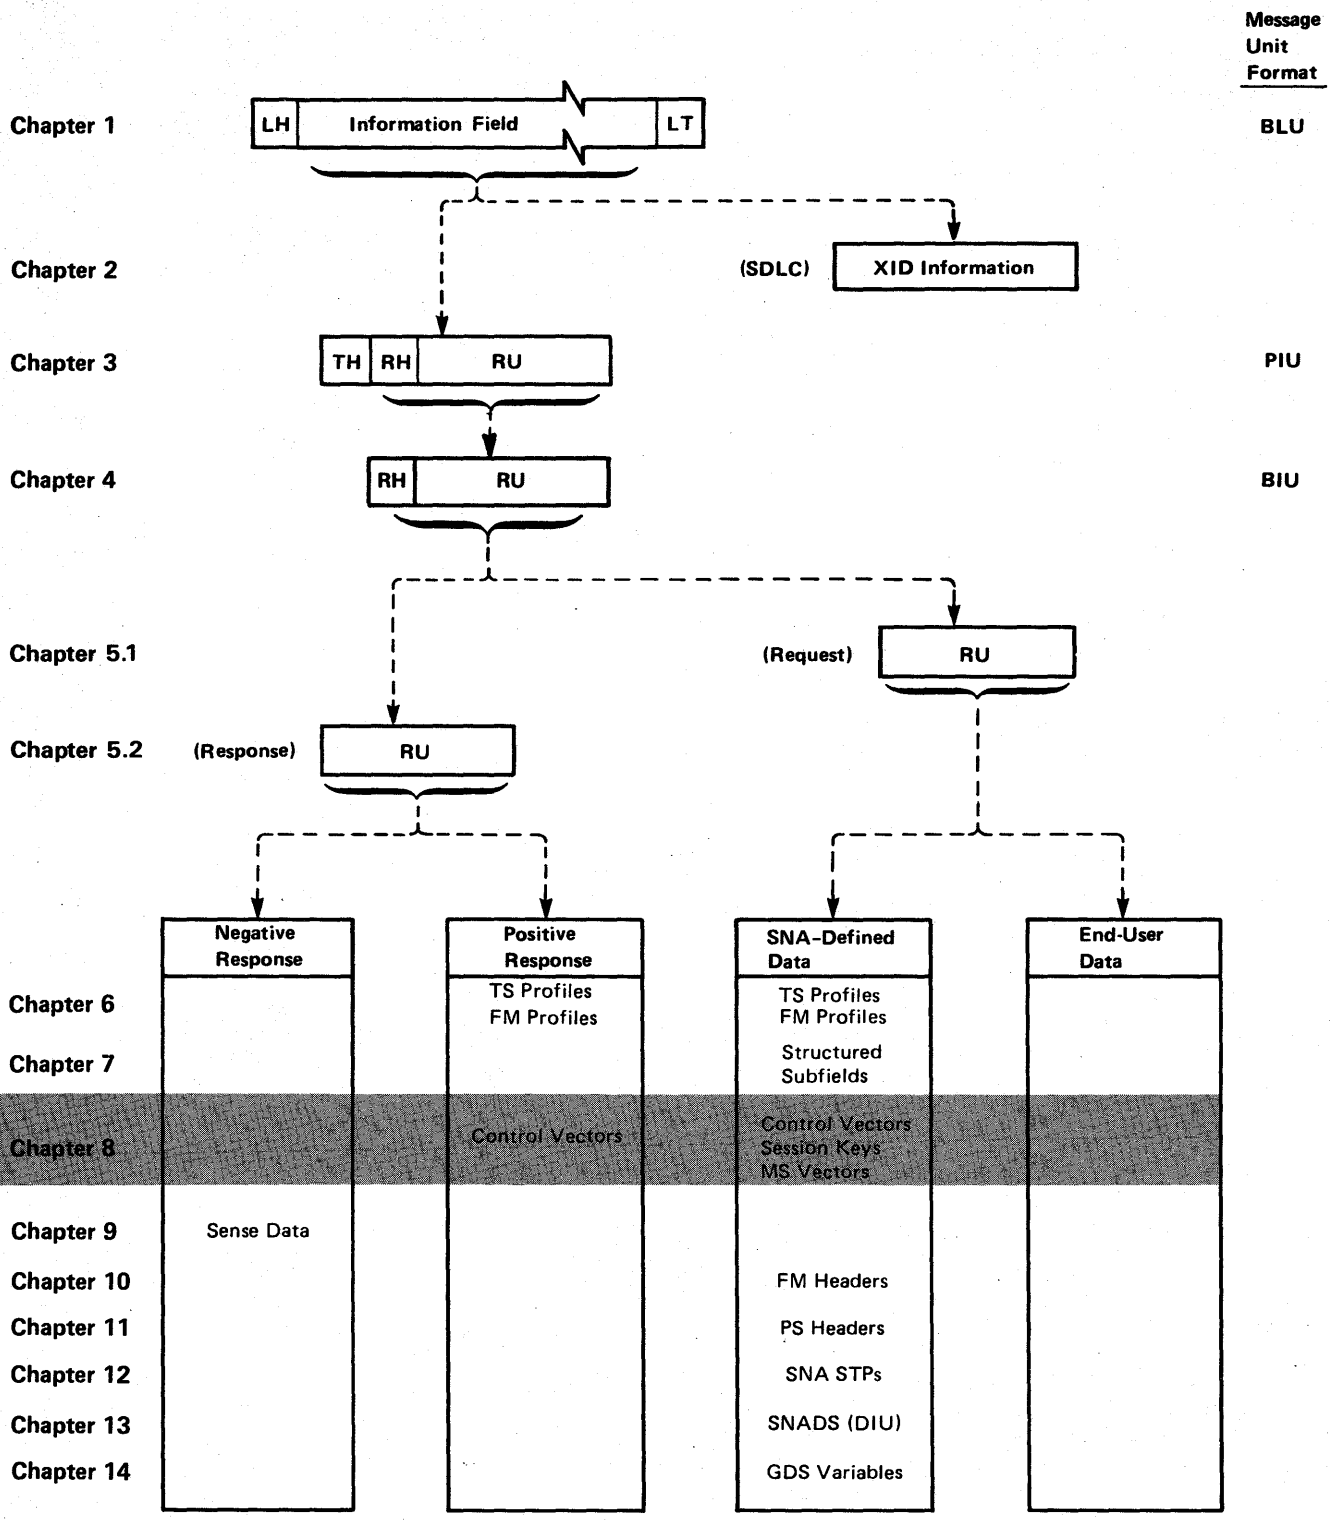 Message
Unit
Format
Chapter 1
LH Information Field LT
BLU
Chapter 2
(SDLC) XID Information
Chapter 3
TH RH RU
PIU
Chapter 4
RH RU
BIU
Chapter 5.1
(Request) RU
Chapter 5.2
(Response) RU
Negative
Response
Positive
Response
SNA-Defined
Data
End-User
Data
Chapter 6
TS Profiles
FM Profiles
TS Profiles
FM Profiles
Chapter 7
Structured
Subfields
Chapter 8
Control Vectors
Control Vectors
Session Keys
MS Vectors
Chapter 9
Sense Data
Chapter 10
FM Headers
Chapter 11
PS Headers
Chapter 12
SNA STPs
Chapter 13
SNADS (DIU)
Chapter 14
GDS Variables